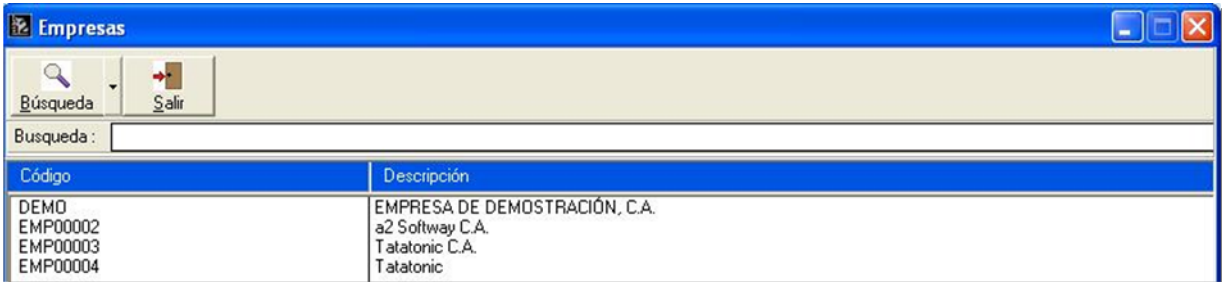 Empresas
Búsqueda Salir
Busqueda :
Código Descripción
DEMO EMPRESA DE DEMOSTRACIÓN, C.A.
EMP00002 a2 Softway C.A.
EMP00003 Tatatonic C.A.
EMP00004 Tatatonic